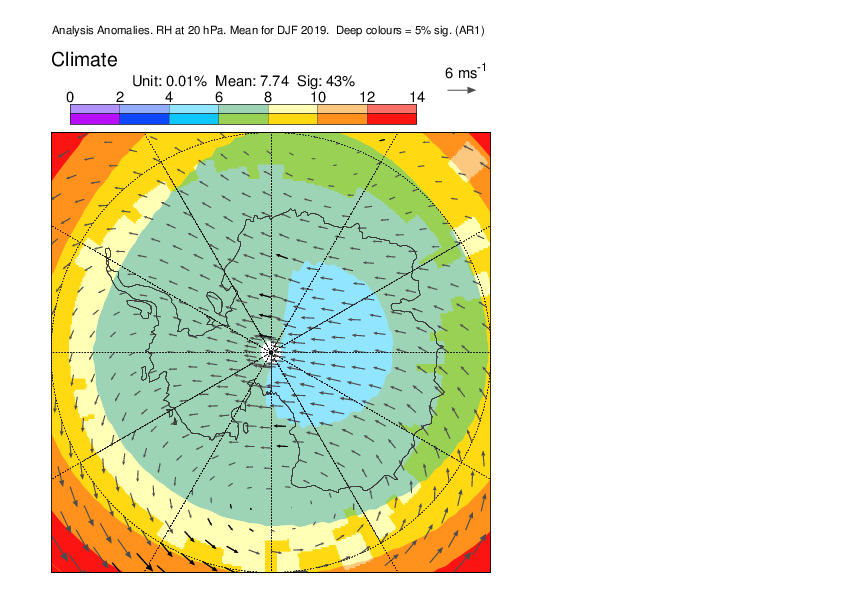 Analysis Anomalies. RH at 20 hPa. Mean for DJF 2019.  Deep colours = 5% sig. (AR1)
Climate
6 ms-1
Unit: 0.01%  Mean: 7.74  Sig: 43%
0 2 4 6 8 10 12 14